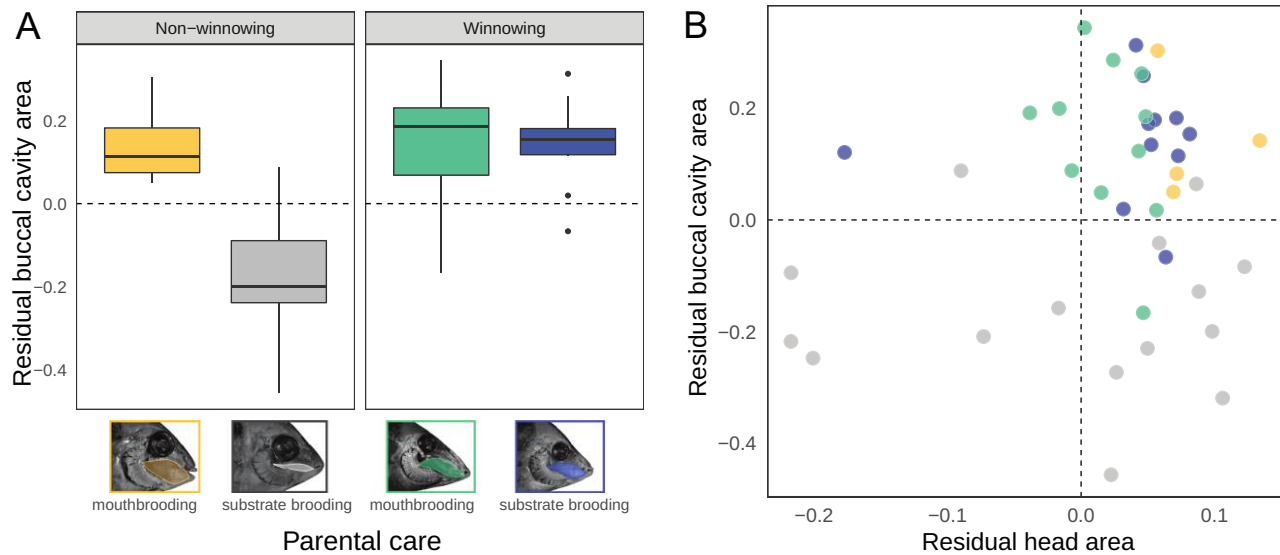 A
Non−winnowing
Winnowing
Residual buccal cavity area
0.2
0.0
−0.2
−0.4
mouthbrooding
substrate brooding
mouthbrooding
substrate brooding
Parental care
B
Residual buccal cavity area
0.2
0.0
−0.2
−0.4
−0.2
−0.1
0.0
0.1
Residual head area